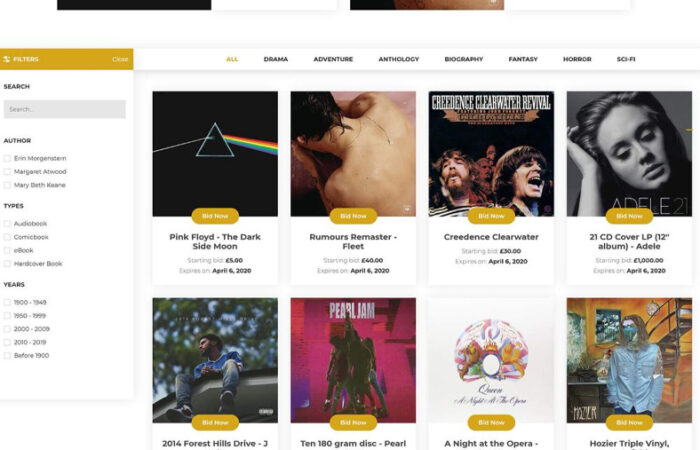 FILTERS
Close
ALL
DRAMA
ADVENTURE
ANTHOLOGY
BIOGRAPHY
FANTASY
HORROR
SCI-FI
SEARCH
Search...
AUTHOR
Erin Morgenstern
Margaret Atwood
Mary Beth Keane
TYPES
Audiobook
Comicbook
eBook
Hardcover Book
YEARS
1900 - 1949
1950 - 1999
2000 - 2009
2010 - 2019
Before 1900
Bid Now
Pink Floyd - The Dark
Side Moon
Starting bid: £5.00
Expires on: April 6, 2020
Bid Now
Rumours Remaster -
Fleet
Starting bid: £40.00
Expires on: April 6, 2020
CREEDENCE CLEARWATER REVIVAL
Bid Now
Creedence Clearwater
Starting bid: £30.00
Expires on: April 6, 2020
ADELE 21
Bid Now
21 CD Cover LP (12"
album) - Adele
Starting bid: £1,000.00
Expires on: April 6, 2020
2014 FOREST HILLS DRIVE
Bid Now
2014 Forest Hills Drive - J
PEARL JAM
Bid Now
Ten 180 gram disc - Pearl
Queen
A Night At The Opera
Bid Now
A Night at the Opera -
HOZIER
Bid Now
Hozier Triple Vinyl,